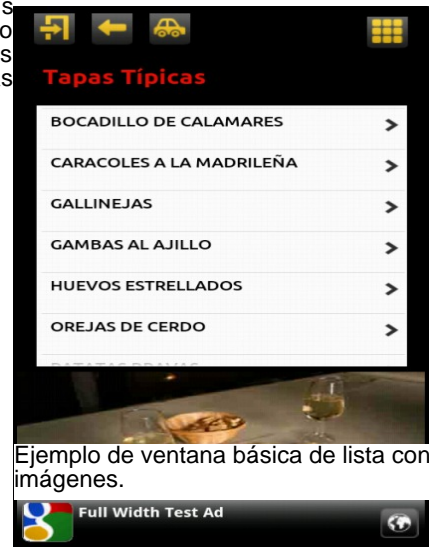 s
o
s
s
Tapas Típicas
BOCADILLO DE CALAMARES
CARACOLES A LA MADRILEÑA
GALLINEJAS
GAMBAS AL AJILLO
HUEVOS ESTRELLADOS
OREJAS DE CERDO
Ejemplo de ventana básica de lista con
imágenes.
Full Width Test Ad